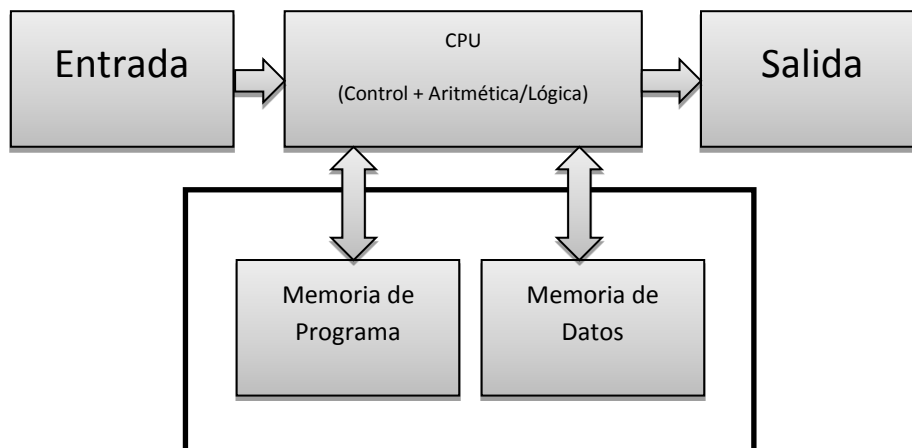 Entrada
CPU
(Control + Aritmética/Lógica)
Salida
Memoria de
Programa
Memoria de
Datos